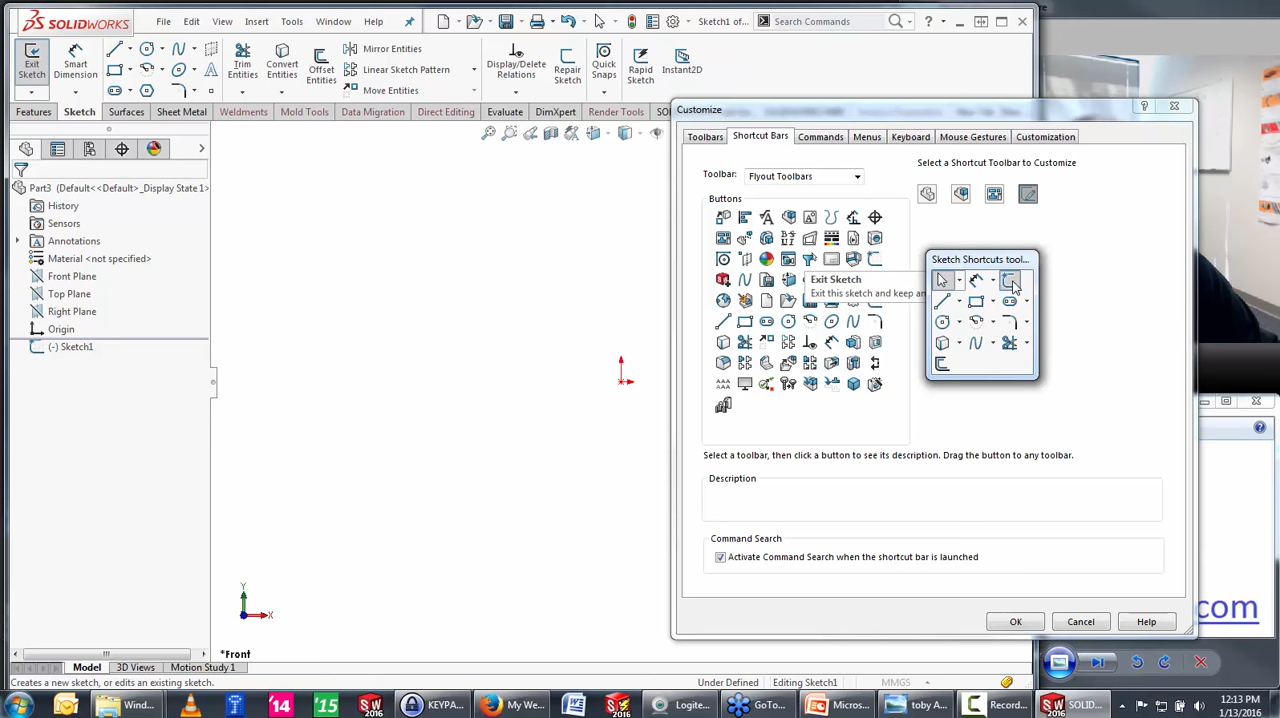 SOLIDWORKS
File Edit View Insert Tools Window Help
Sketch1 of...
Search Commands
Exit Sketch
Smart Dimension
Trim Entities
Convert Entities
Offset Entities
Mirror Entities
Linear Sketch Pattern
Move Entities
Display/Delete Relations
Repair Sketch
Quick Snaps
Rapid Sketch
Instant2D
Features Sketch Surfaces Sheet Metal Weldments Mold Tools Data Migration Direct Editing Evaluate DimXpert Render Tools SO
Part3 (Default<<Default>_Display State 1>)
History
Sensors
Annotations
Material <not specified>
Front Plane
Top Plane
Right Plane
Origin
(-) Sketch1
Customize
Toolbars Shortcut Bars Commands Menus Keyboard Mouse Gestures Customization
Toolbar: Flyout Toolbars
Select a Shortcut Toolbar to Customize
Buttons
Exit Sketch
Exit this sketch and keep an
Sketch Shortcuts tool...
Select a toolbar, then click a button to see its description. Drag the button to any toolbar.
Description
Command Search
Activate Command Search when the shortcut bar is launched
OK Cancel Help
com
Y
X
*Front
Model 3D Views Motion Study 1
Creates a new sketch, or edits an existing sketch.
Under Defined Editing Sketch1 MMGS
Wind... 14 '15 SW 2016 KEYPA... My We... 2016 Logite... GoTo... Micros... toby A... Record... SW 2016 SOLID...
12:13 PM
1/13/2016